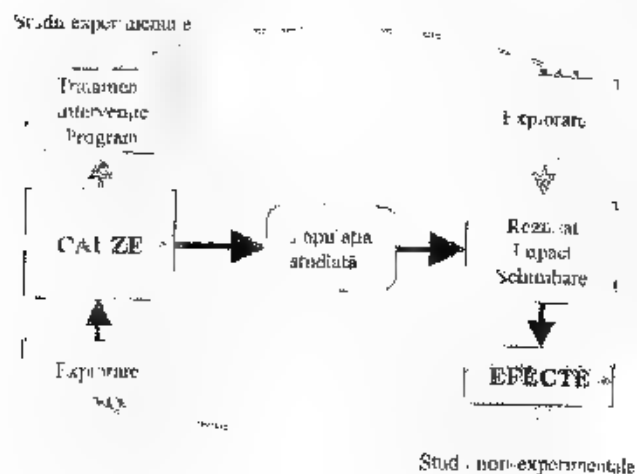 Studii experimentale
Tratament
Intervenție
Program
Explorare
CAUZE
Populația
studiată
Rezultat
Impact
Schimbare
Explorare
EFECTE
Studii non-experimentale